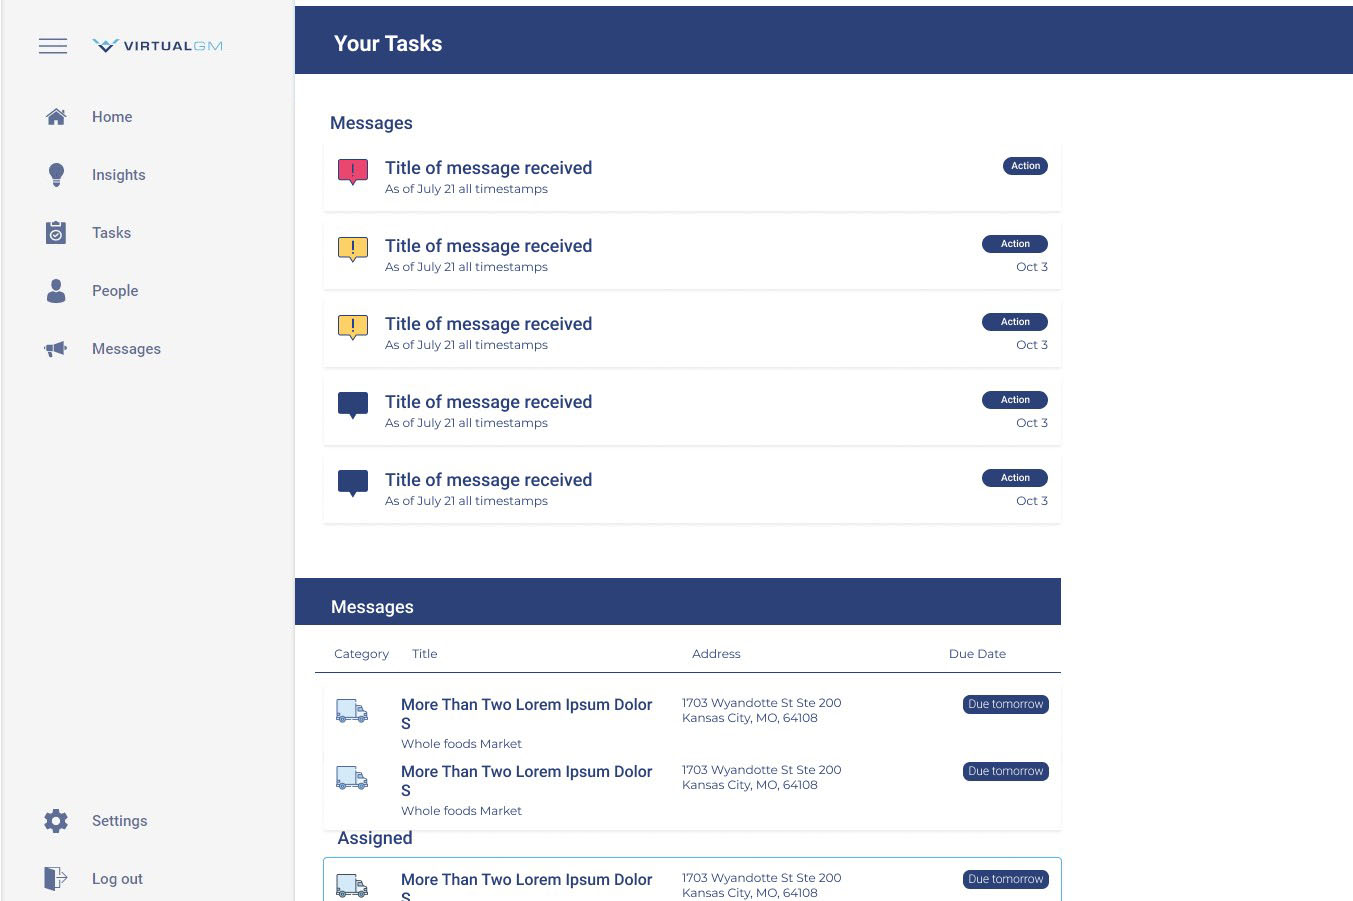 VIRTUALGM
Home
Insights
Tasks
People
Messages
Settings
Log out
Your Tasks
Messages
Title of message received
Action
As of July 21 all timestamps
Title of message received
Action
As of July 21 all timestamps
Oct 3
Title of message received
Action
As of July 21 all timestamps
Oct 3
Title of message received
Action
As of July 21 all timestamps
Oct 3
Title of message received
Action
As of July 21 all timestamps
Oct 3
Messages
Category Title Address Due Date
More Than Two Lorem Ipsum Dolor
S
Whole foods Market
1703 Wyandotte St Ste 200
Kansas City, MO, 64108
Due tomorrow
More Than Two Lorem Ipsum Dolor
S
Whole foods Market
1703 Wyandotte St Ste 200
Kansas City, MO, 64108
Due tomorrow
Assigned
More Than Two Lorem Ipsum Dolor
S
1703 Wyandotte St Ste 200
Kansas City, MO, 64108
Due tomorrow